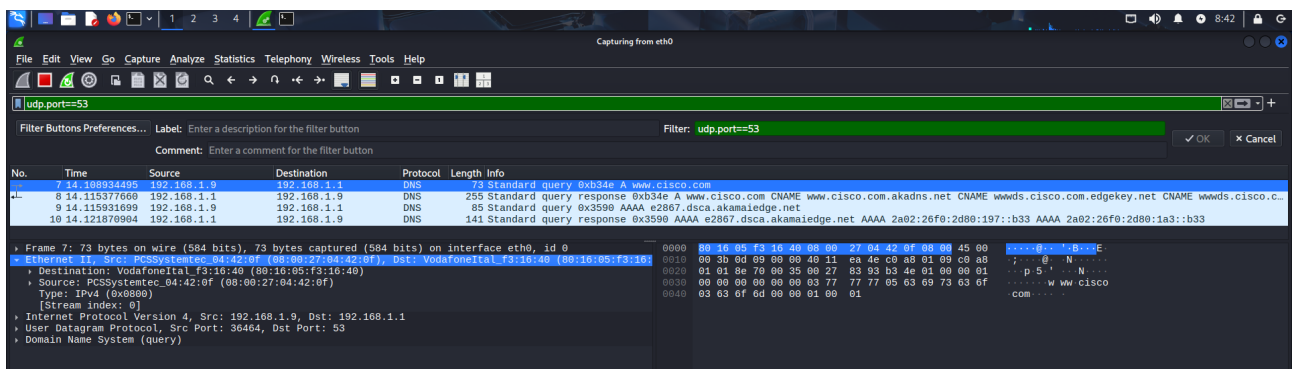 1 2 3 4 8:42
Capturing from eth0
File Edit View Go Capture Analyze Statistics Telephony Wireless Tools Help
udp.port==53
Filter Buttons Preferences... Label: Enter a description for the filter button Filter: udp.port==53
Comment: Enter a comment for the filter button OK Cancel
No. Time Source Destination Protocol Length Info
7 14.108934495 192.168.1.9 192.168.1.1 DNS 73 Standard query 0xb34e A www.cisco.com
8 14.115377660 192.168.1.1 192.168.1.9 DNS 255 Standard query response 0xb34e A www.cisco.com CNAME www.cisco.com.akadns.net CNAME wwwds.cisco.com.edgekey.net CNAME wwwds.cisco.c…
9 14.115931699 192.168.1.9 192.168.1.1 DNS 85 Standard query 0x3590 AAAA e2867.dsca.akamaiedge.net
10 14.121870904 192.168.1.1 192.168.1.9 DNS 141 Standard query response 0x3590 AAAA e2867.dsca.akamaiedge.net AAAA 2a02:26f0:2d80:197::b33 AAAA 2a02:26f0:2d80:1a3::b33
Frame 7: 73 bytes on wire (584 bits), 73 bytes captured (584 bits) on interface eth0, id 0
Ethernet II, Src: PCSSystemtec_04:42:0f (08:00:27:04:42:0f), Dst: VodafoneItal_f3:16:40 (80:16:05:f3:16:
Destination: VodafoneItal_f3:16:40 (80:16:05:f3:16:40)
Source: PCSSystemtec_04:42:0f (08:00:27:04:42:0f)
Type: IPv4 (0x0800)
[Stream index: 0]
Internet Protocol Version 4, Src: 192.168.1.9, Dst: 192.168.1.1
User Datagram Protocol, Src Port: 36464, Dst Port: 53
Domain Name System (query)
0000 80 16 05 f3 16 40 08 00 27 04 42 0f 08 00 45 00 ·····@·· '·B···E·
0010 00 3b 0d 09 00 00 40 11 ea 4e c0 a8 01 09 c0 a8 ·;····@· ·N······
0020 01 01 8e 70 00 35 00 27 83 93 b3 4e 01 00 00 01 ···p·5·' ···N····
0030 00 00 00 00 00 00 03 77 77 77 05 63 69 73 63 6f ·······w ww·cisco
0040 03 63 6f 6d 00 00 01 00 01 ·com···· ·